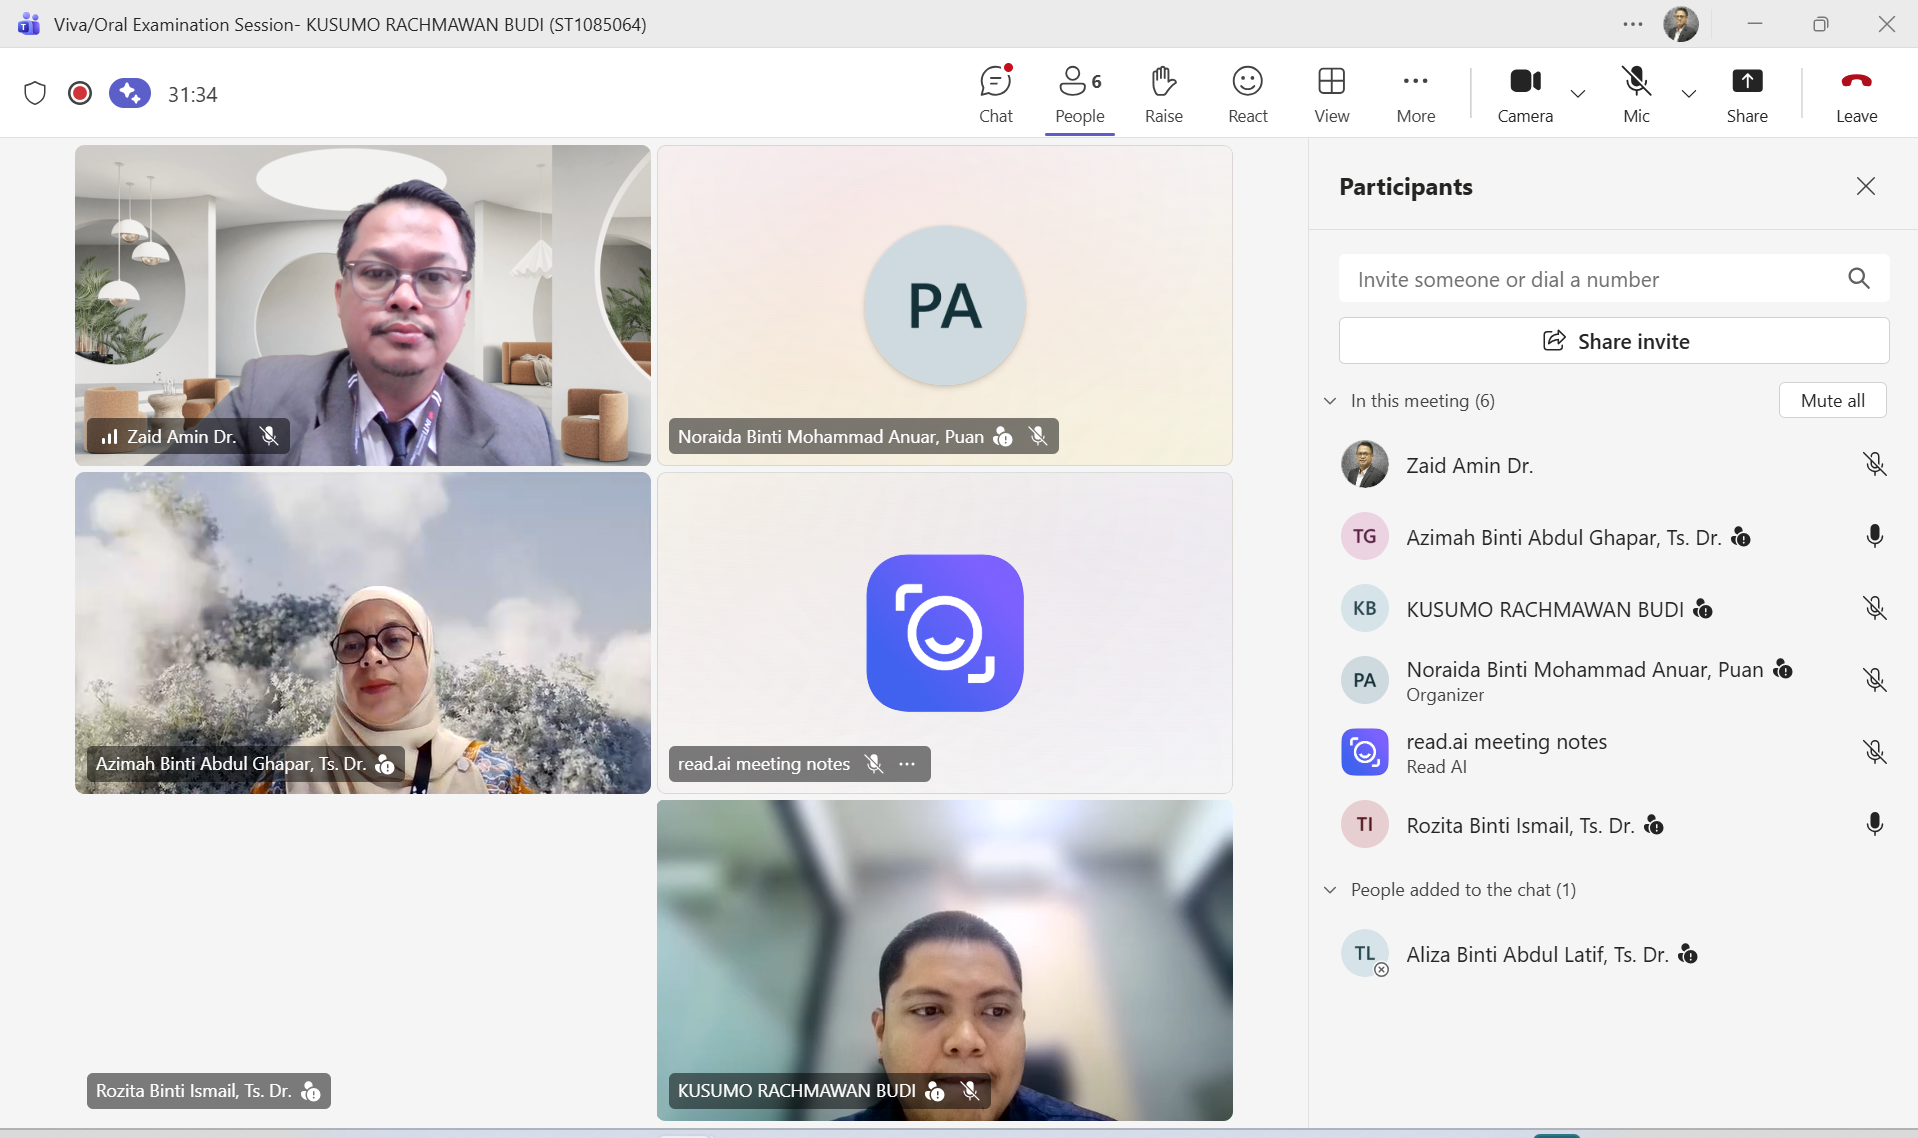 Viva/Oral Examination Session- KUSUMO RACHMAWAN BUDI (ST1085064)
31:34
Chat
6
People
Raise
React
View
More
Camera
Mic
Share
Leave
Zaid Amin Dr.
PA
Noraida Binti Mohammad Anuar, Puan
Azimah Binti Abdul Ghapar, Ts. Dr.
read.ai meeting notes
Rozita Binti Ismail, Ts. Dr.
KUSUMO RACHMAWAN BUDI
Participants
Invite someone or dial a number
Share invite
In this meeting (6)
Mute all
Zaid Amin Dr.
TG
Azimah Binti Abdul Ghapar, Ts. Dr.
KB
KUSUMO RACHMAWAN BUDI
PA
Noraida Binti Mohammad Anuar, Puan
Organizer
read.ai meeting notes
Read AI
TI
Rozita Binti Ismail, Ts. Dr.
People added to the chat (1)
TL
Aliza Binti Abdul Latif, Ts. Dr.